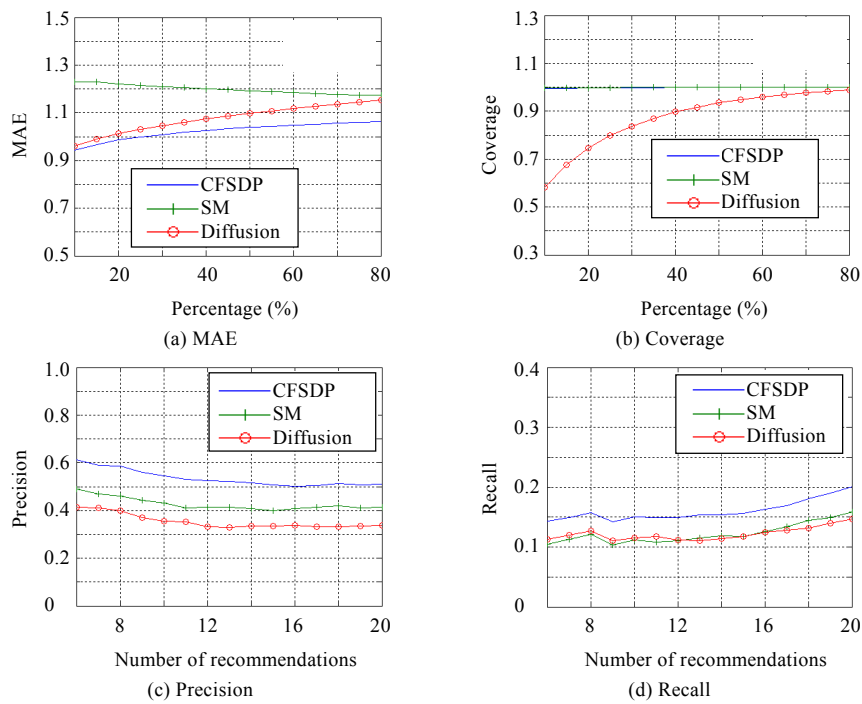 1.5
1.3
1.1
0.9
0.7
0.5
MAE
CFSDP
SM
Diffusion
20 40 60 80
Percentage (%)
(a) MAE
1.3
1.1
0.9
0.7
0.5
0.3
Coverage
CFSDP
SM
Diffusion
20 40 60 80
Percentage (%)
(b) Coverage
1.0
0.8
0.6
0.4
0.2
0
Precision
CFSDP
SM
Diffusion
8 12 16 20
Number of recommendations
(c) Precision
0.4
0.3
0.2
0.1
0
Recall
CFSDP
SM
Diffusion
8 12 16 20
Number of recommendations
(d) Recall